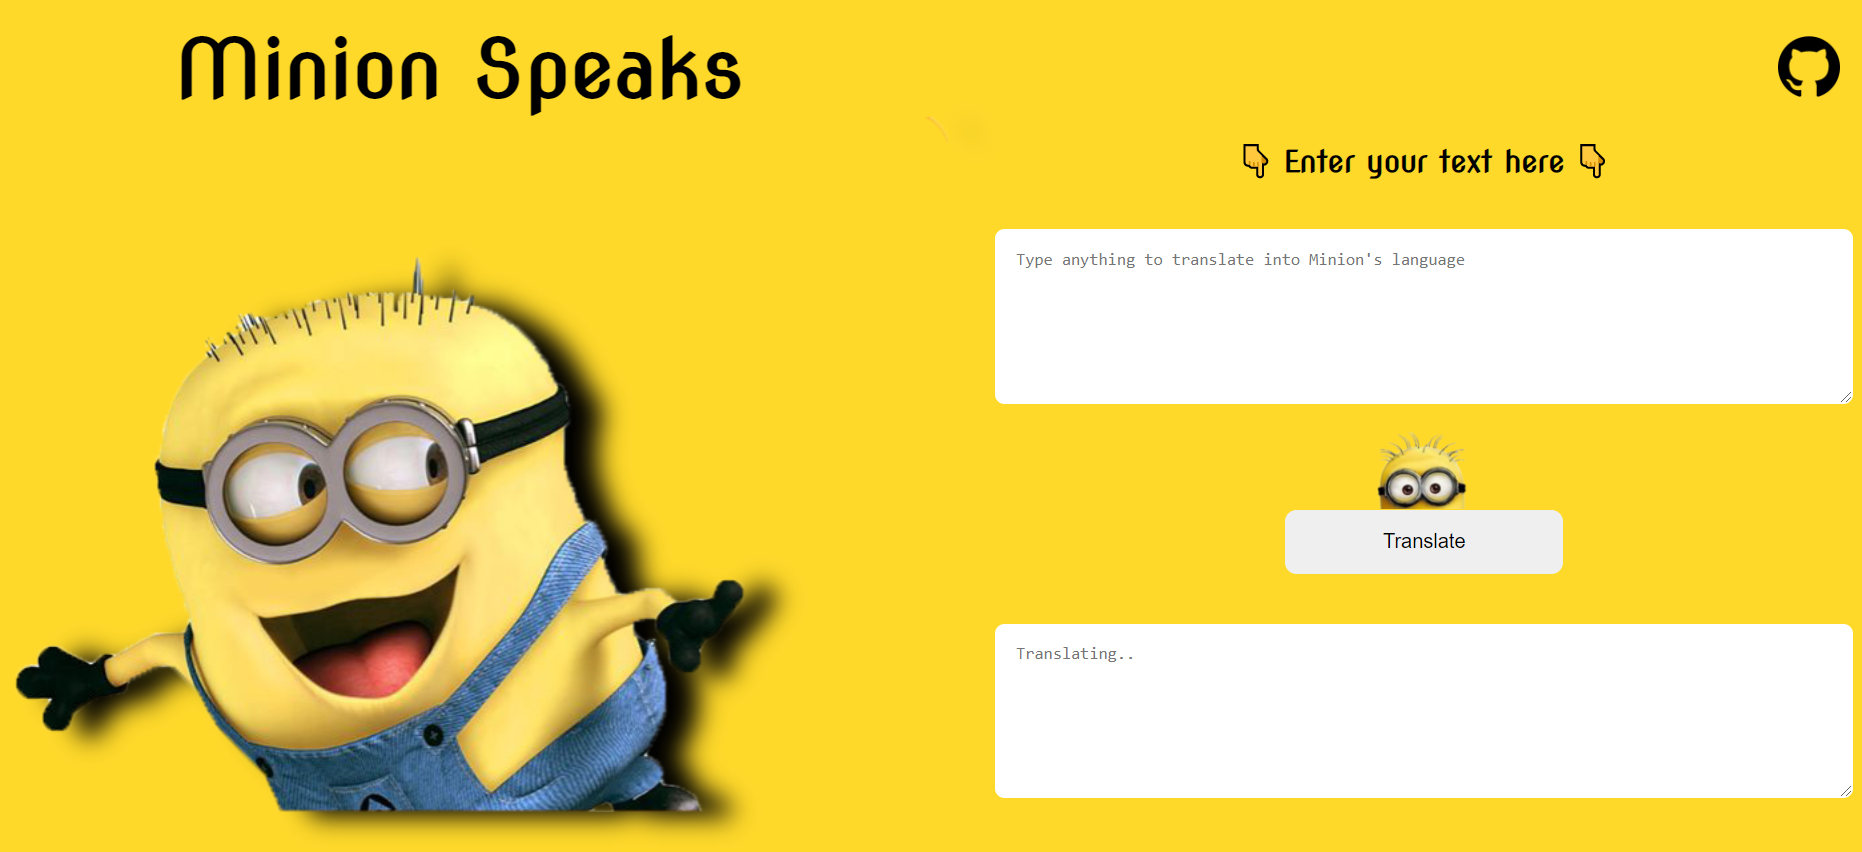 Minion Speaks
👇 Enter your text here 👇
Type anything to translate into Minion's language
Translate
Translating..